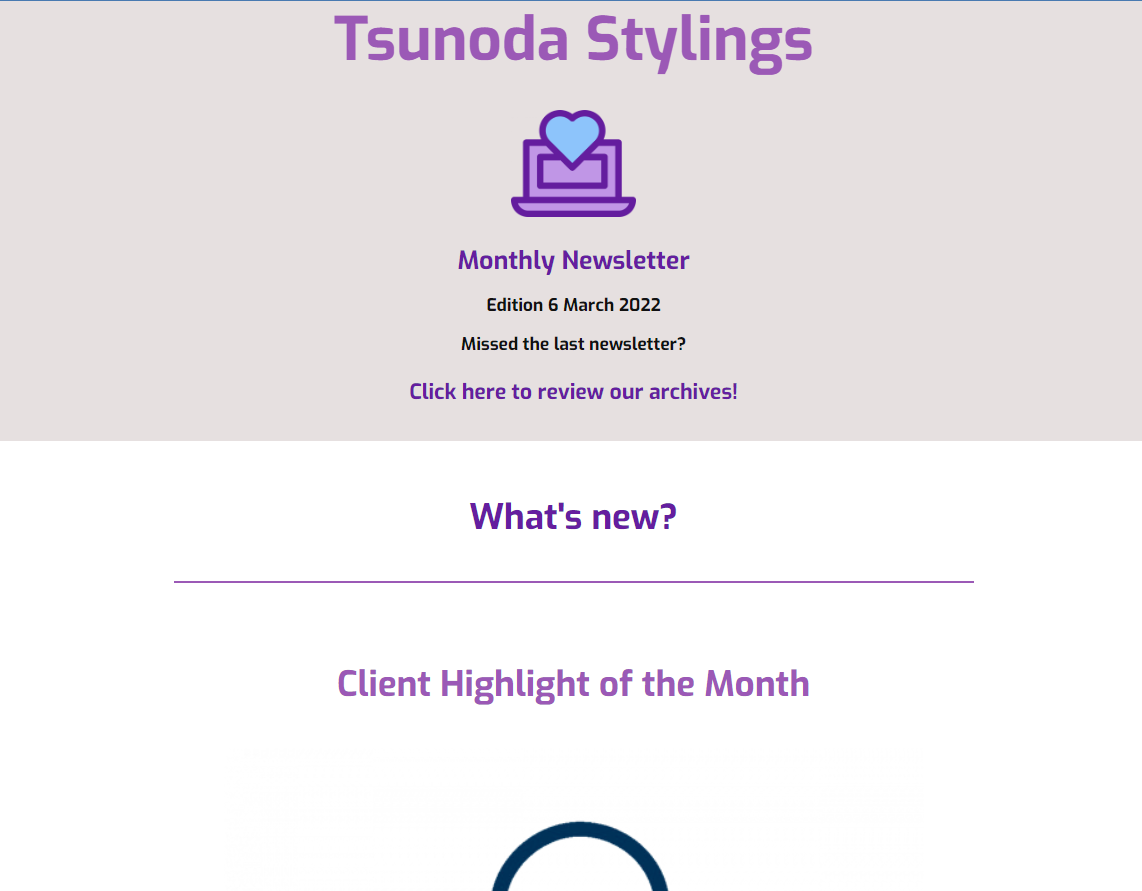 Tsunoda Stylings
Monthly Newsletter
Edition 6 March 2022
Missed the last newsletter?
Click here to review our archives!
What's new?
Client Highlight of the Month